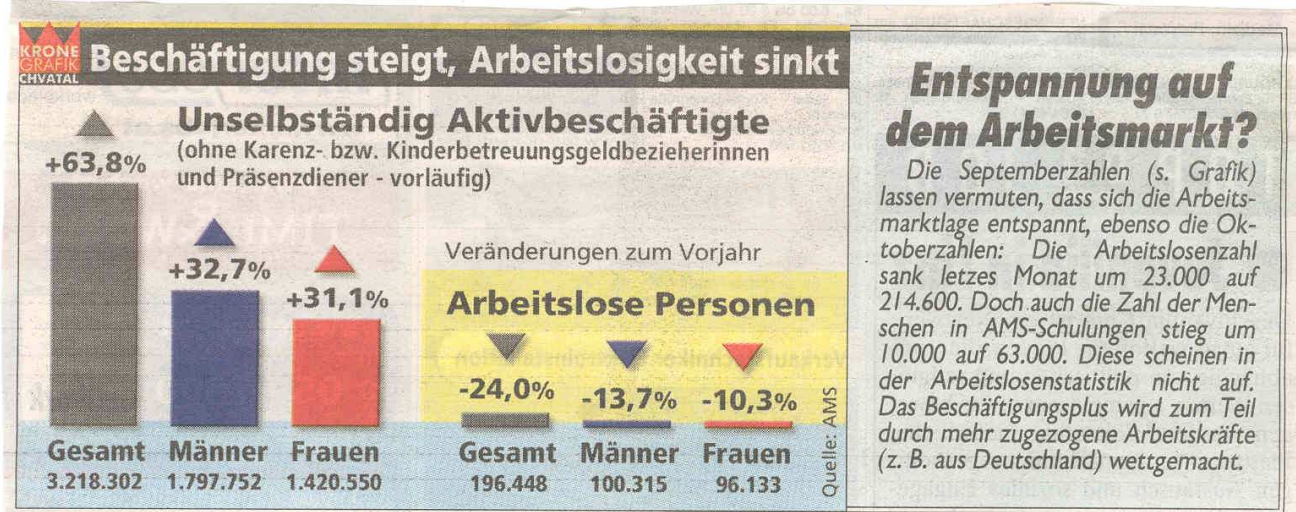 KRONE
GRAFIK
CHVATAL
Beschäftigung steigt, Arbeitslosigkeit sinkt
Unselbständig Aktivbeschäftigte
(ohne Karenz- bzw. Kinderbetreuungsgeldbezieherinnen
und Präsenzdiener - vorläufig)
+63,8%
+32,7%
+31,1%
Gesamt Männer Frauen
3.218.302 1.797.752 1.420.550
Veränderungen zum Vorjahr
Arbeitslose Personen
-24,0% -13,7% -10,3%
Gesamt Männer Frauen
196.448 100.315 96.133
Quelle: AMS
Entspannung auf
dem Arbeitsmarkt?
Die Septemberzahlen (s. Grafik)
lassen vermuten, dass sich die Arbeits-
marktlage entspannt, ebenso die Ok-
toberzahlen: Die Arbeitslosenzahl
sank letzes Monat um 23.000 auf
214.600. Doch auch die Zahl der Men-
schen in AMS-Schulungen stieg um
10.000 auf 63.000. Diese scheinen in
der Arbeitslosenstatistik nicht auf.
Das Beschäftigungsplus wird zum Teil
durch mehr zugezogene Arbeitskräfte
(z. B. aus Deutschland) wettgemacht.